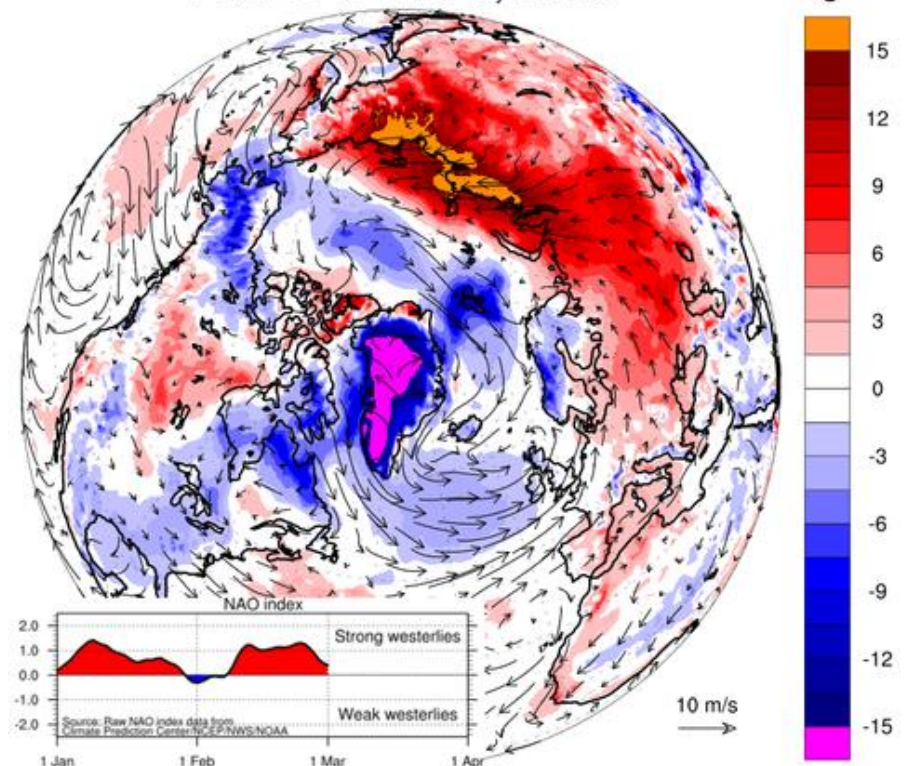 15
12
9
6
3
0
-3
-6
-9
-12
-15
10 m/s
NAO index
2.0
1.0
0.0
-1.0
-2.0
Strong westerlies
Weak westerlies
Source: Raw NAO index data from
Climate Prediction Center/NCEP/NWS/NOAA
1 Jan
1 Feb
1 Mar
1 Apr